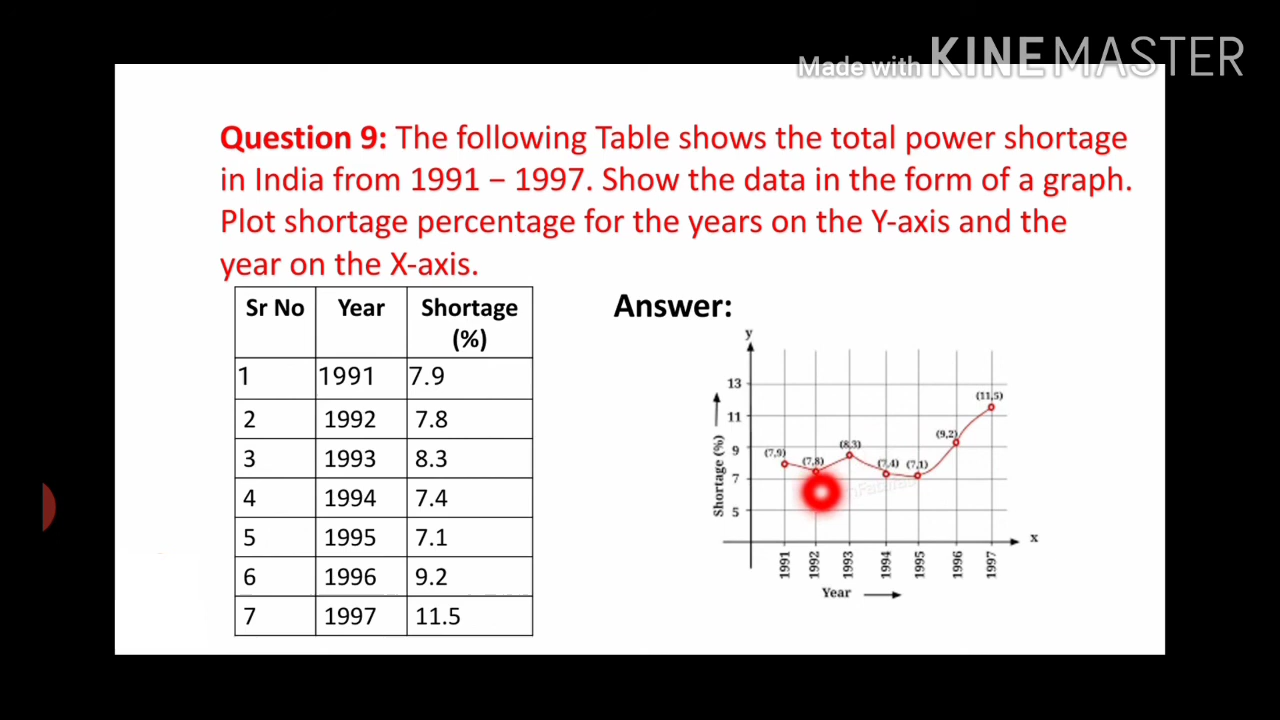 Made with KINEMASTER
Question 9: The following Table shows the total power shortage
in India from 1991 – 1997. Show the data in the form of a graph.
Plot shortage percentage for the years on the Y-axis and the
year on the X-axis.
Sr No Year Shortage
(%)
1 1991 7.9
2 1992 7.8
3 1993 8.3
4 1994 7.4
5 1995 7.1
6 1996 9.2
7 1997 11.5
Answer:
y
13
11
9
7
5
Shortage (%)
(7,9)
(7,8)
(8,3)
(7,4)
(7,1)
(9,2)
(11,5)
x
1991
1992
1993
1994
1995
1996
1997
Year